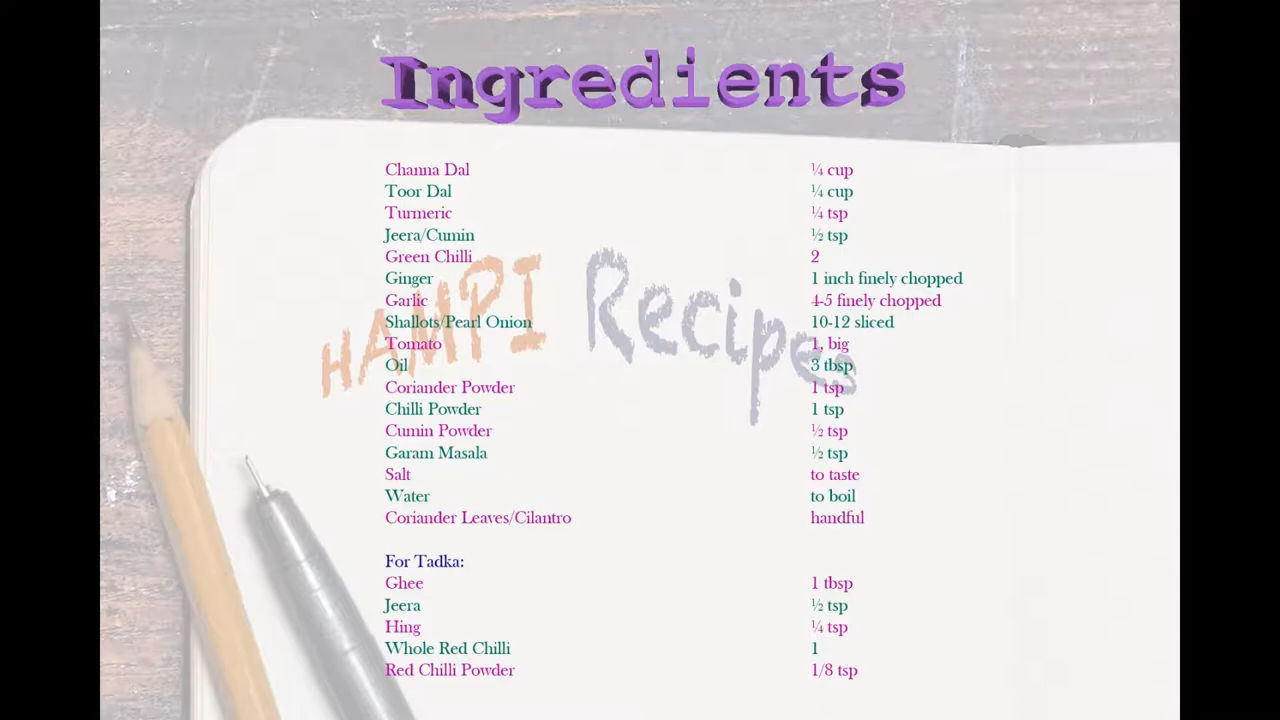 Ingredients
Channa Dal ¼ cup
Toor Dal ¼ cup
Turmeric ¼ tsp
Jeera/Cumin ½ tsp
Green Chilli 2
Ginger 1 inch finely chopped
Garlic 4-5 finely chopped
Shallots/Pearl Onion 10-12 sliced
Tomato 1, big
Oil 3 tbsp
Coriander Powder 1 tsp
Chilli Powder 1 tsp
Cumin Powder ½ tsp
Garam Masala ½ tsp
Salt to taste
Water to boil
Coriander Leaves/Cilantro handful
For Tadka:
Ghee 1 tbsp
Jeera ½ tsp
Hing ¼ tsp
Whole Red Chilli 1
Red Chilli Powder 1/8 tsp
HAMPI Recipes